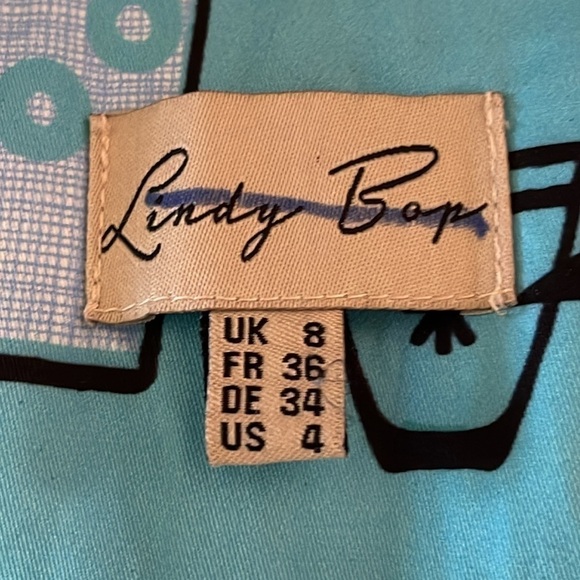 Lindy Bop
UK 8
FR 36
DE 34
US 4